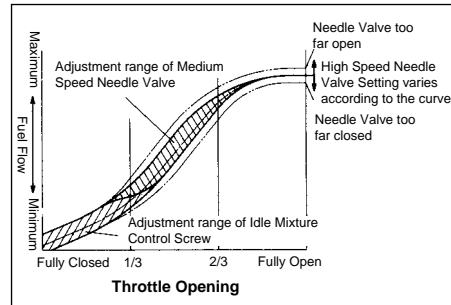 Needle Valve too
far open
Adjustment range of Medium
Speed Needle Valve
High Speed Needle
Valve Setting varies
according to the curve
Needle Valve too
far closed
Maximum
Fuel Flow
Minimum
Adjustment range of Idle Mixture
Control Screw
Fully Closed 1/3 2/3 Fully Open
Throttle Opening